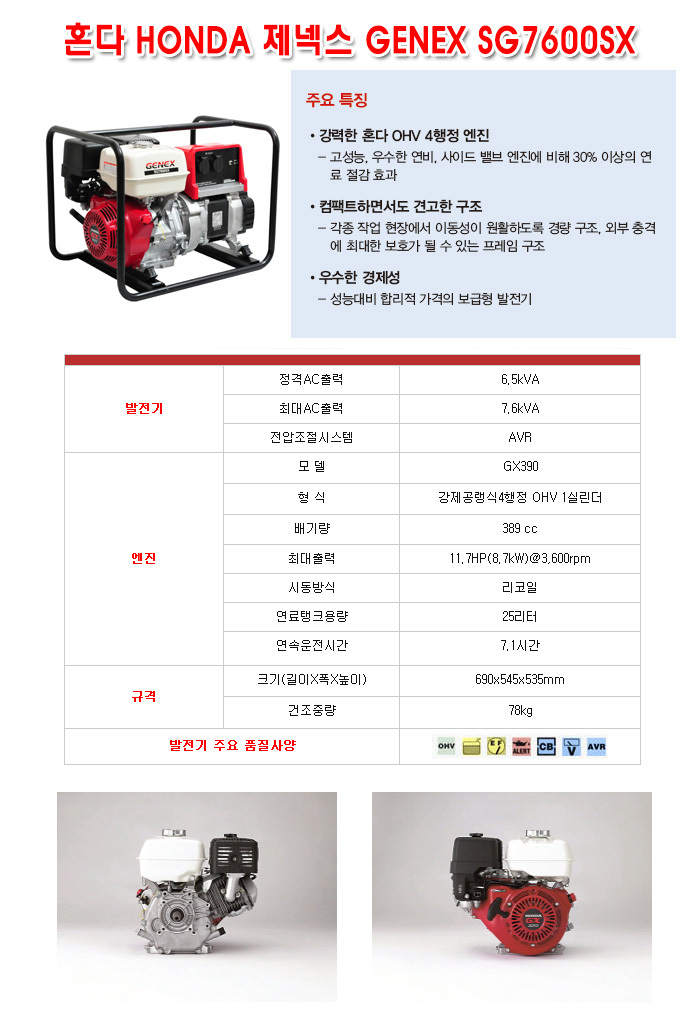 혼다 HONDA 제넥스 GENEX SG7600SX
주요 특징
• 강력한 혼다 OHV 4행정 엔진
– 고성능, 우수한 연비, 사이드 밸브 엔진에 비해 30% 이상의 연
료 절감 효과
• 컴팩트하면서도 견고한 구조
– 각종 작업 현장에서 이동성이 원활하도록 경량 구조, 외부 충격
에 최대한 보호가 될 수 있는 프레임 구조
• 우수한 경제성
– 성능대비 합리적 가격의 보급형 발전기
GENEX
HONDA
발전기
정격AC출력 6.5kVA
최대AC출력 7.6kVA
전압조절시스템 AVR
엔진
모 델 GX390
형 식 강제공랭식4행정 OHV 1실린더
배기량 389 cc
최대출력 11.7HP(8.7kW)@3,600rpm
시동방식 리코일
연료탱크용량 25리터
연속운전시간 7.1시간
규격
크기(길이X폭X높이) 690x545x535mm
건조중량 78kg
발전기 주요 품질사양 OHV EP ALERT CB V AVR
HONDA
GX